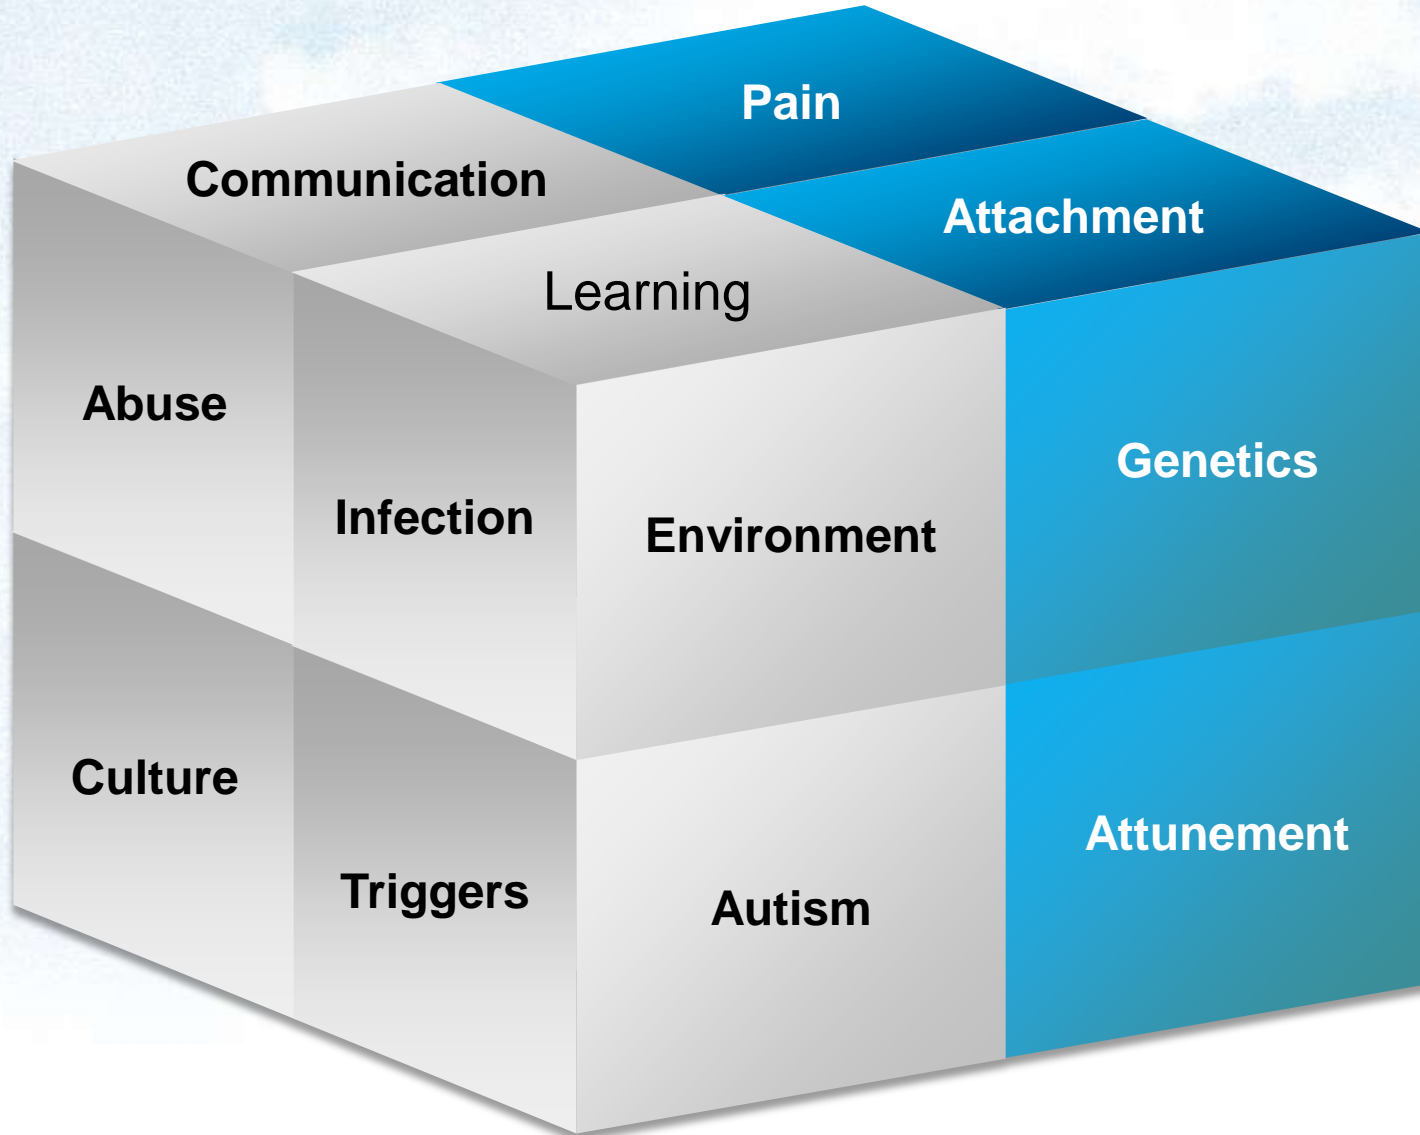 Pain
Communication
Attachment
Learning
Abuse
Genetics
Infection
Environment
Culture
Attunement
Triggers
Autism